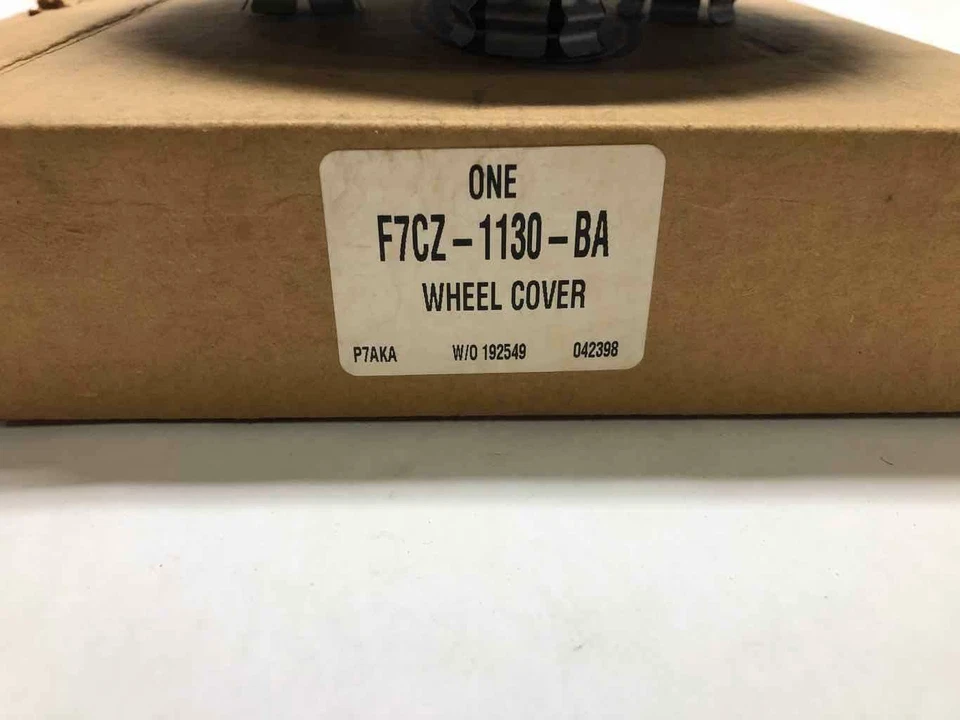 ONE
F7CZ-1130-BA
WHEEL COVER
P7AKA W/O 192549 042398